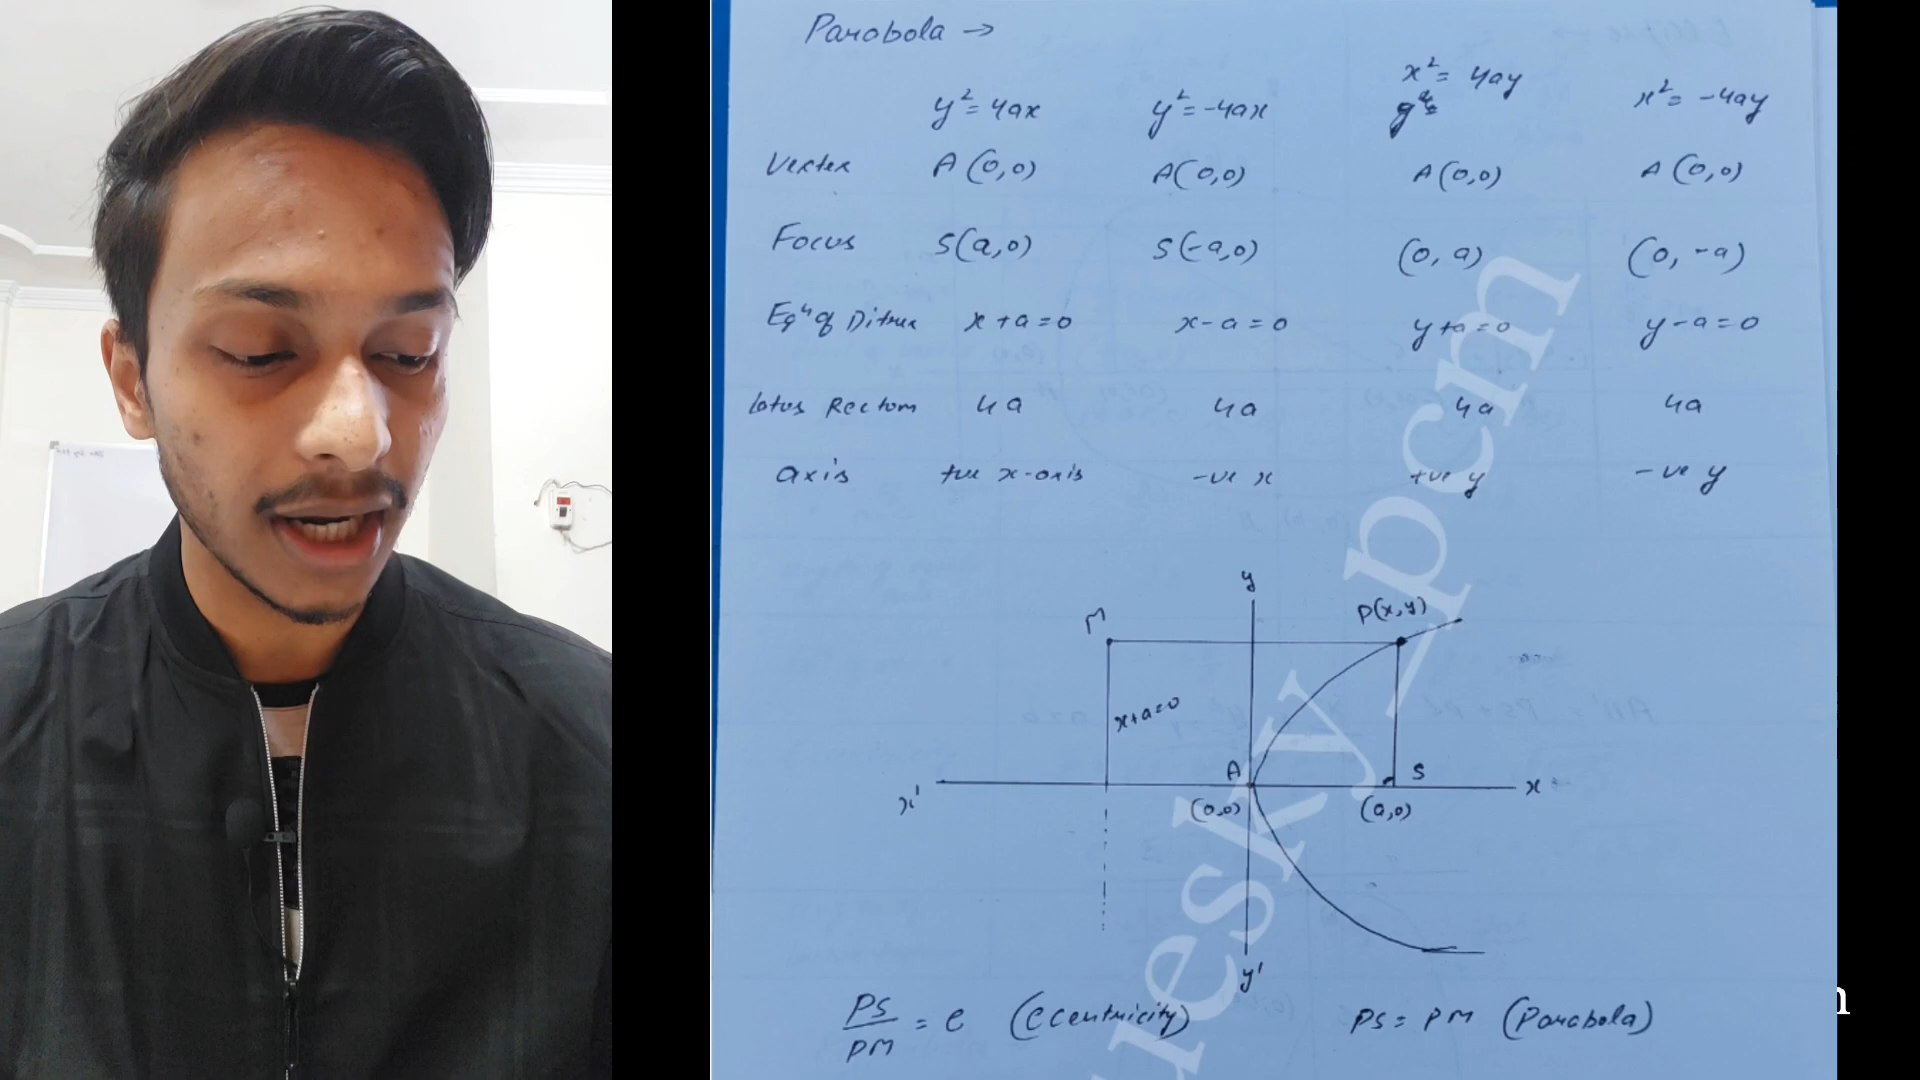 Parabola →
y² = 4ax y² = -4ax x² = 4ay x² = -4ay
Vertex A (0,0) A(0,0) A(0,0) A (0,0)
Focus S(a,0) S(-a,0) (0, a) (0, -a)
Eqⁿ of x+a=0 x-a=0 y+a=0 y-a=0
Latus Rectum 4a 4a 4a 4a
axis +ve x-axis -ve x +ve y -ve y
y
M P(x,y)
x+a=0
A S
x' x
(0,0) (a,0)
y'
PS/PM = e (eccentricity) PS = PM (Parabola)
esky_pcm
n